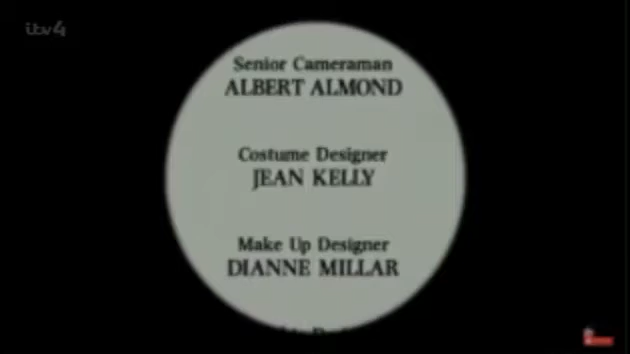 itv4
Senior Cameraman
ALBERT ALMOND
Costume Designer
JEAN KELLY
Make Up Designer
DIANNE MILLAR